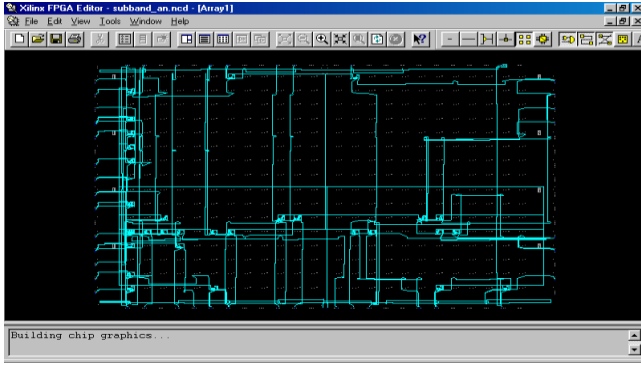 Xilinx FPGA Editor - subband_an.ncd - [Array1]
File Edit View Tools Window Help
Building chip graphics...